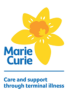 Marie
Curie
Care and support
through terminal illness